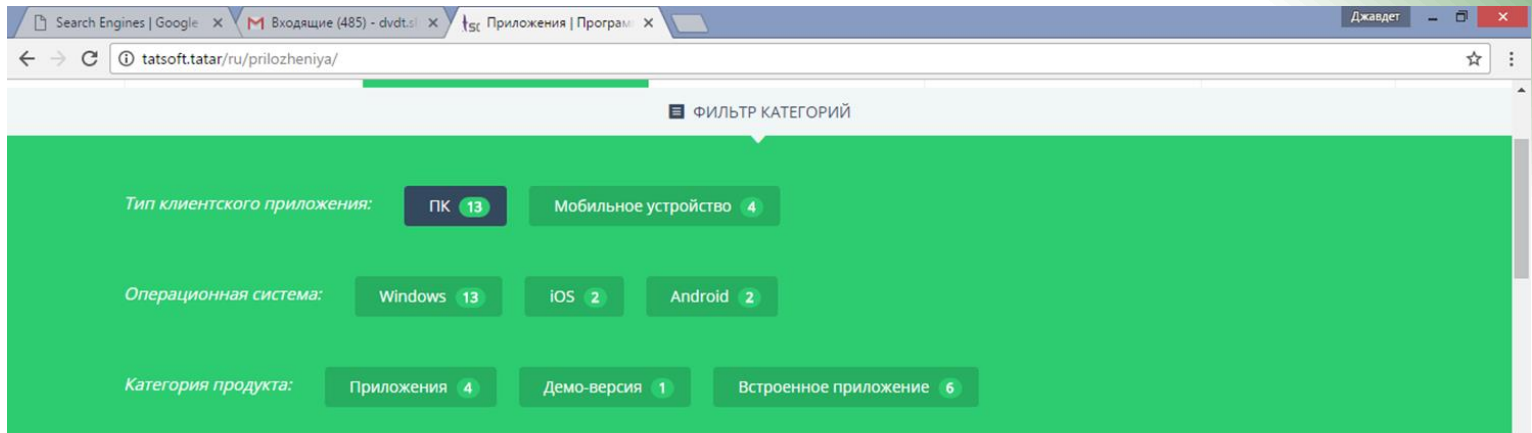 Search Engines | Google
Входящие (485) - dvdt.sl
Приложения | Програм
Джавдет
tatsoft.tatar/ru/prilozheniya/
ФИЛЬТР КАТЕГОРИЙ
Тип клиентского приложения: ПК 13 Мобильное устройство 4
Операционная система: Windows 13 iOS 2 Android 2
Категория продукта: Приложения 4 Демо-версия 1 Встроенное приложение 6